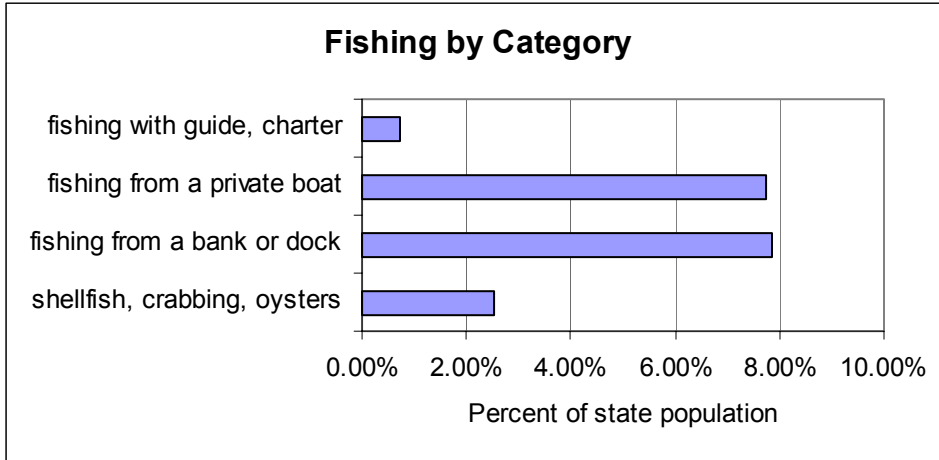 Fishing by Category
fishing with guide, charter
fishing from a private boat
fishing from a bank or dock
shellfish, crabbing, oysters
0.00% 2.00% 4.00% 6.00% 8.00% 10.00%
Percent of state population